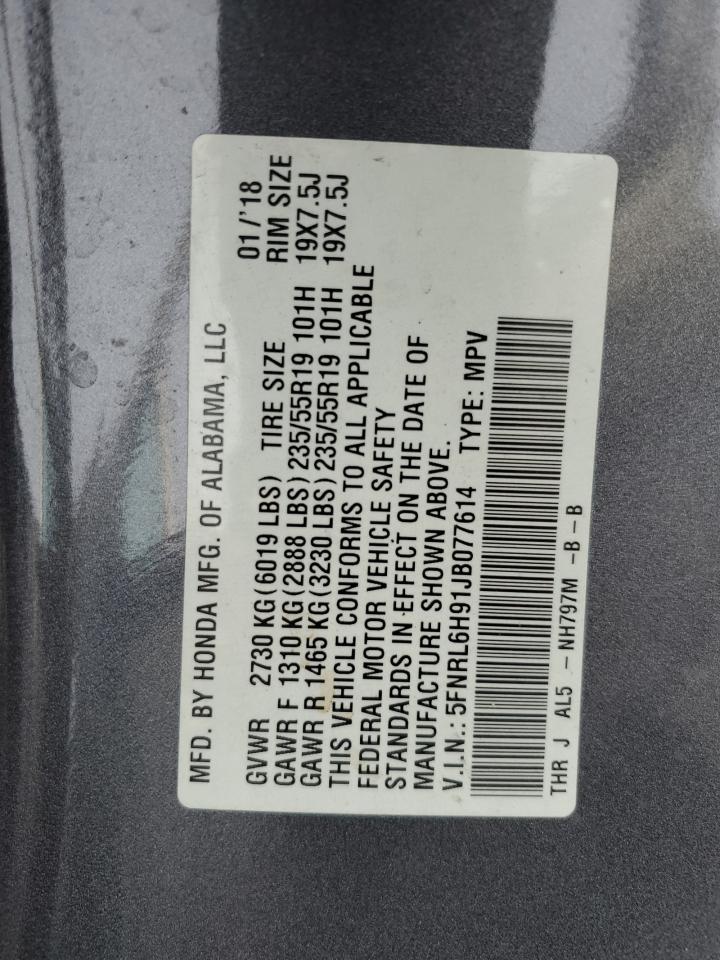 MFD. BY HONDA MFG. OF ALABAMA, LLC 01/'18
GVWR 2730 KG(6019 LBS) TIRE SIZE RIM SIZE
GAWR F 1310 KG(2888 LBS)235/55R19 101H 19X7.5J
GAWR R 1465 KG(3230 LBS)235/55R19 101H 19X7.5J
THIS VEHICLE CONFORMS TO ALL APPLICABLE
FEDERAL MOTOR VEHICLE SAFETY
STANDARDS IN EFFECT ON THE DATE OF
MANUFACTURE SHOWN ABOVE.
V.I.N.: 5FNRL6H91JB077614 TYPE: MPV
THR J AL5 - NH797M -B-B